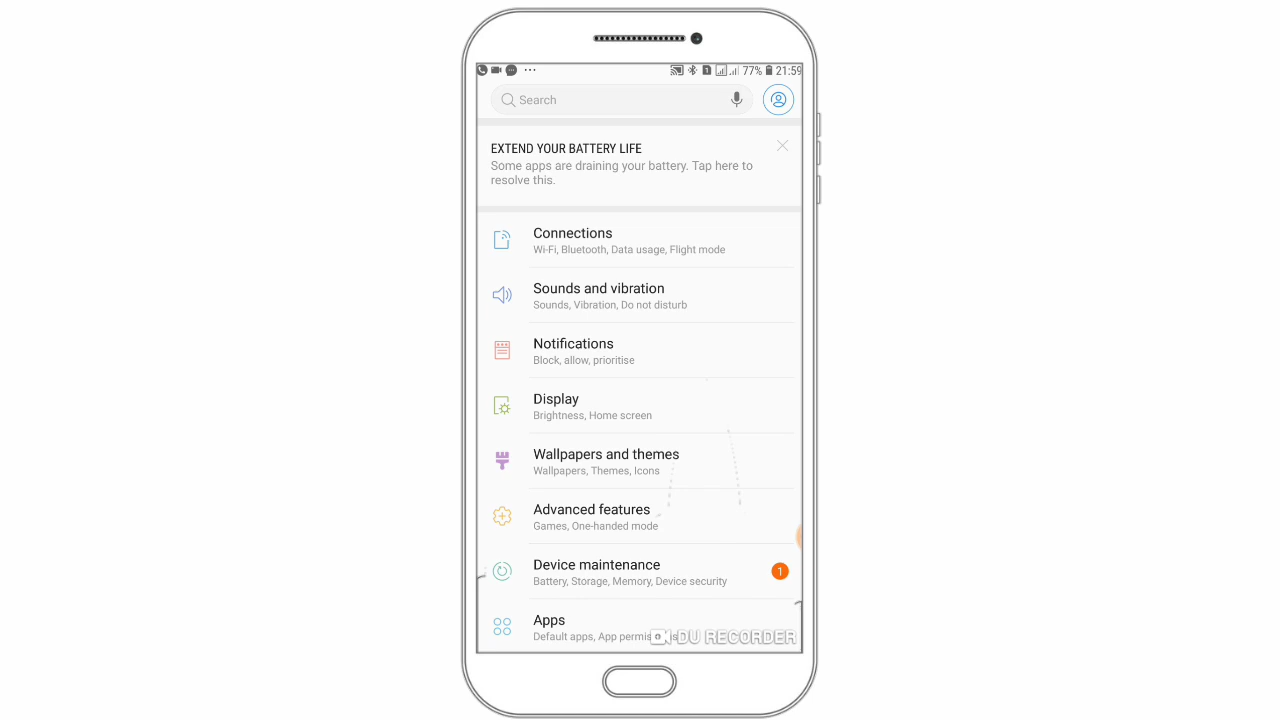 77% 21:59
Search
EXTEND YOUR BATTERY LIFE
Some apps are draining your battery. Tap here to
resolve this.
Connections
Wi-Fi, Bluetooth, Data usage, Flight mode
Sounds and vibration
Sounds, Vibration, Do not disturb
Notifications
Block, allow, prioritise
Display
Brightness, Home screen
Wallpapers and themes
Wallpapers, Themes, Icons
Advanced features
Games, One-handed mode
Device maintenance
1
Battery, Storage, Memory, Device security
Apps
Default apps, App
DU RECORDER